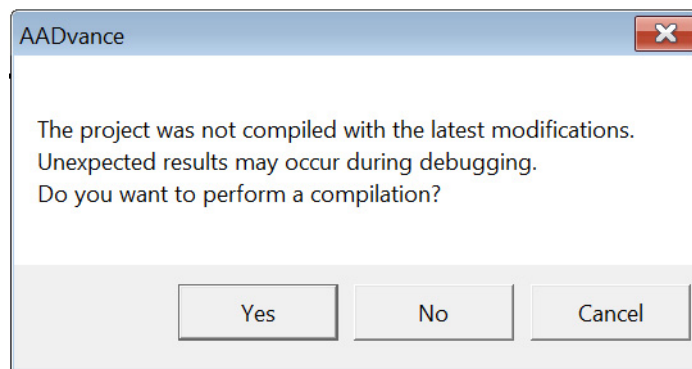 AADvance
The project was not compiled with the latest modifications.
Unexpected results may occur during debugging.
Do you want to perform a compilation?
Yes No Cancel